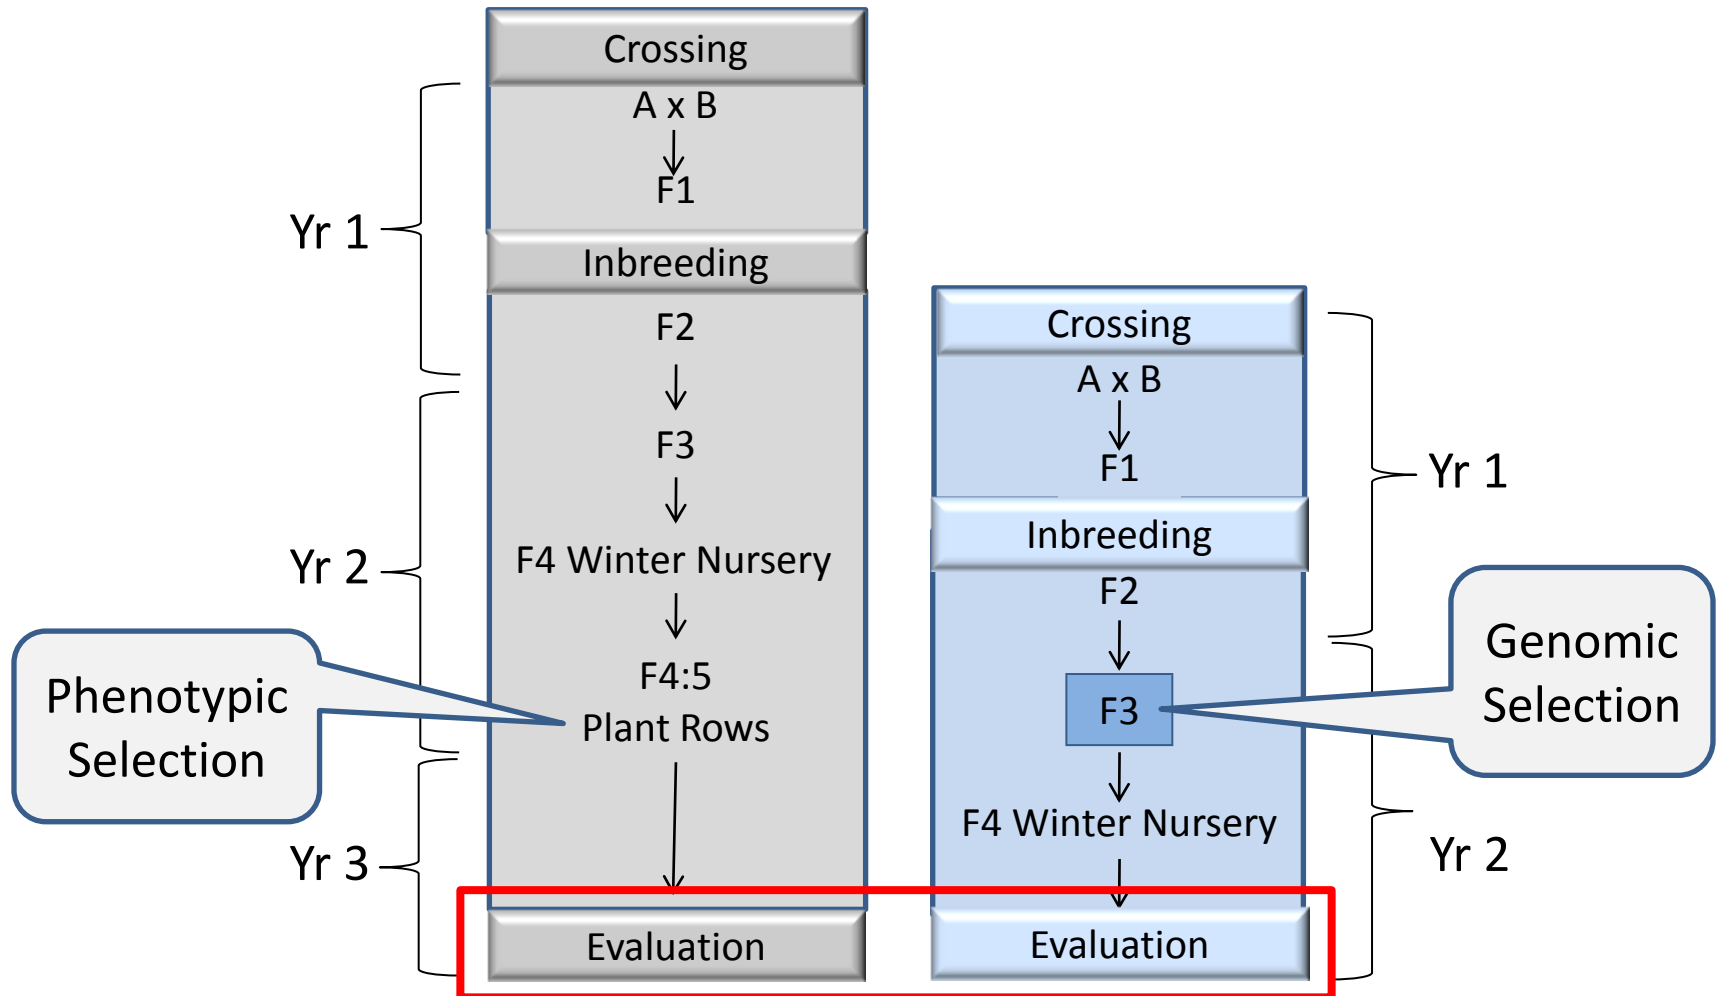 Crossing
A x B
F1
Yr 1
Inbreeding
F2
F3
Yr 2
F4 Winter Nursery
F4:5
Plant Rows
Phenotypic
Selection
Yr 3
Evaluation
Crossing
A x B
F1
Yr 1
Inbreeding
F2
F3
Genomic
Selection
F4 Winter Nursery
Yr 2
Evaluation